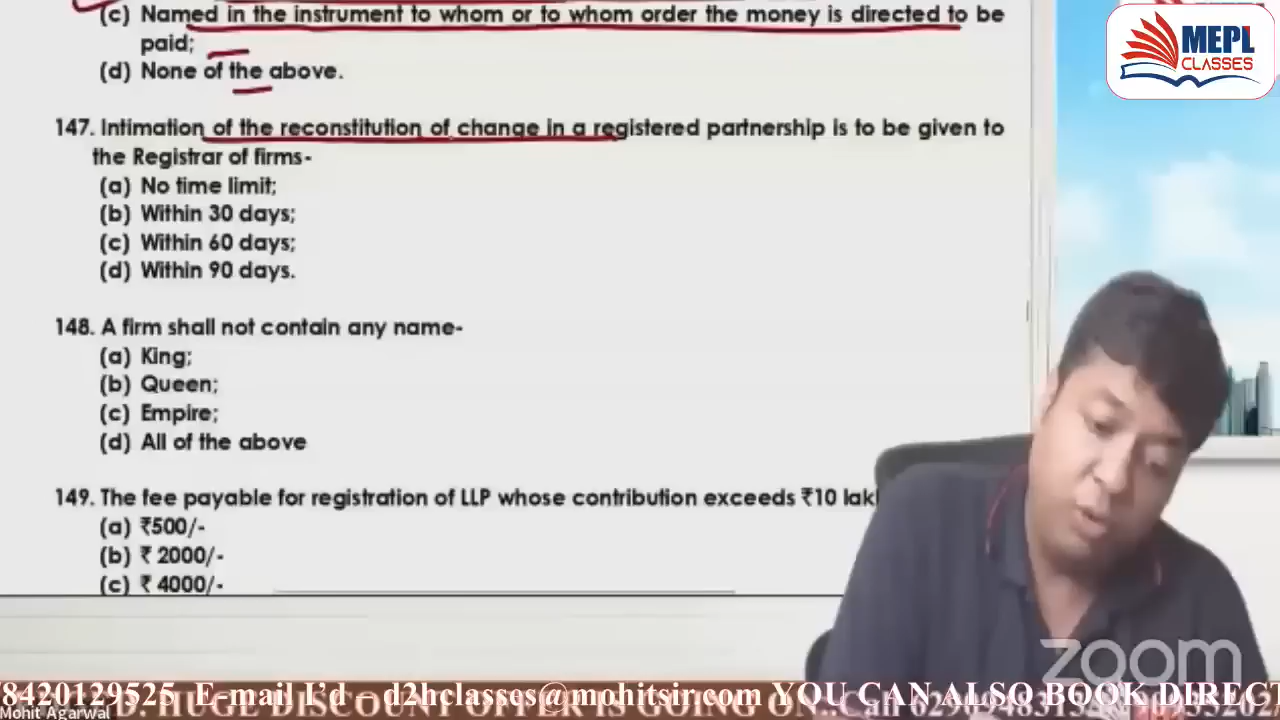 (c) Named in the instrument to whom or to whom order the money is directed to be
paid;
(d) None of the above.
147. Intimation of the reconstitution of change in a registered partnership is to be given to
the Registrar of firms-
(a) No time limit;
(b) Within 30 days;
(c) Within 60 days;
(d) Within 90 days.
148. A firm shall not contain any name-
(a) King;
(b) Queen;
(c) Empire;
(d) All of the above
149. The fee payable for registration of LLP whose contribution exceeds ₹10
(a) ₹500/-
(b) ₹ 2000/-
(c) ₹ 4000/-
MEPL
CLASSES
zoom
8420129525 E-mail I'd d2hclasses@mohitsir.com YOU CAN ALSO BOOK
Mohit Agarwal
HUGE IS GOING ON..Call